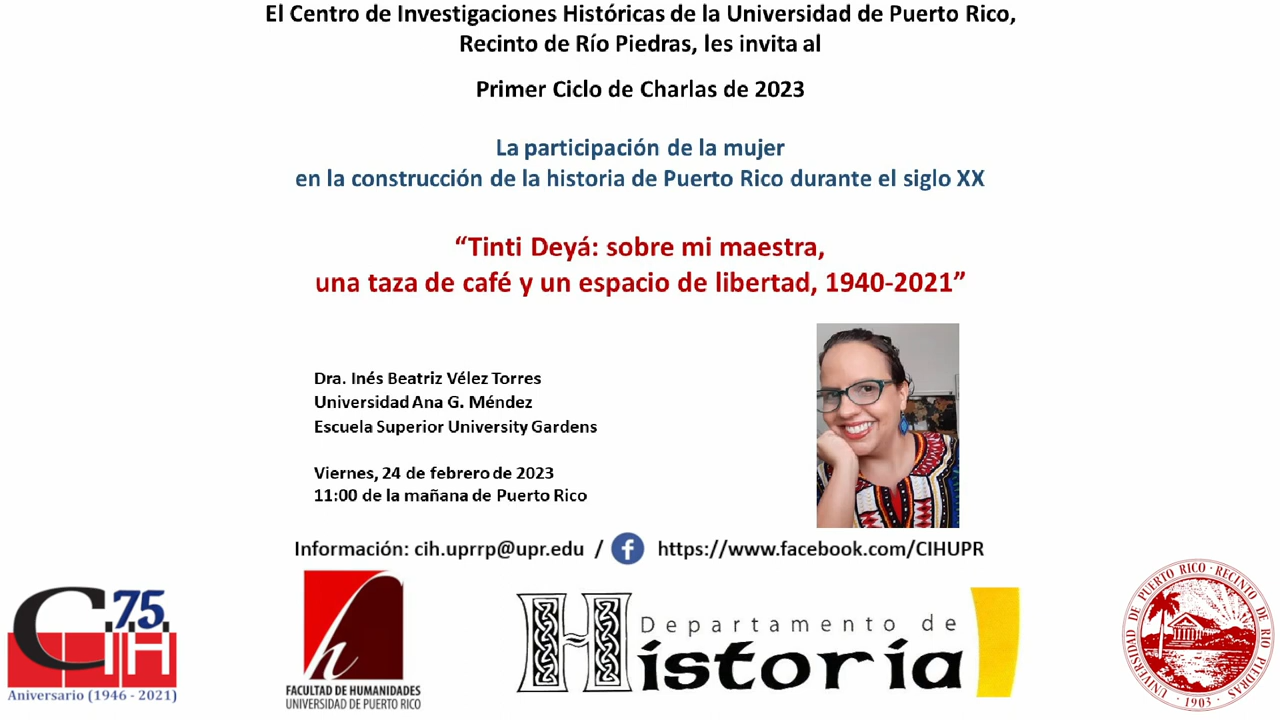 El Centro de Investigaciones Históricas de la Universidad de Puerto Rico,
Recinto de Río Piedras, les invita al
Primer Ciclo de Charlas de 2023
La participación de la mujer
en la construcción de la historia de Puerto Rico durante el siglo XX
“Tinti Deyá: sobre mi maestra,
una taza de café y un espacio de libertad, 1940-2021”
Dra. Inés Beatriz Vélez Torres
Universidad Ana G. Méndez
Escuela Superior University Gardens
Viernes, 24 de febrero de 2023
11:00 de la mañana de Puerto Rico
Información: cih.uprrp@upr.edu / f https://www.facebook.com/CIHUPR
CIH .75.
Aniversario (1946 - 2021)
h
FACULTAD DE HUMANIDADES
UNIVERSIDAD DE PUERTO RICO
Departamento de
Historia
UNIVERSIDAD DE PUERTO RICO · RECINTO DE RÍO PIEDRAS
· 1903 ·